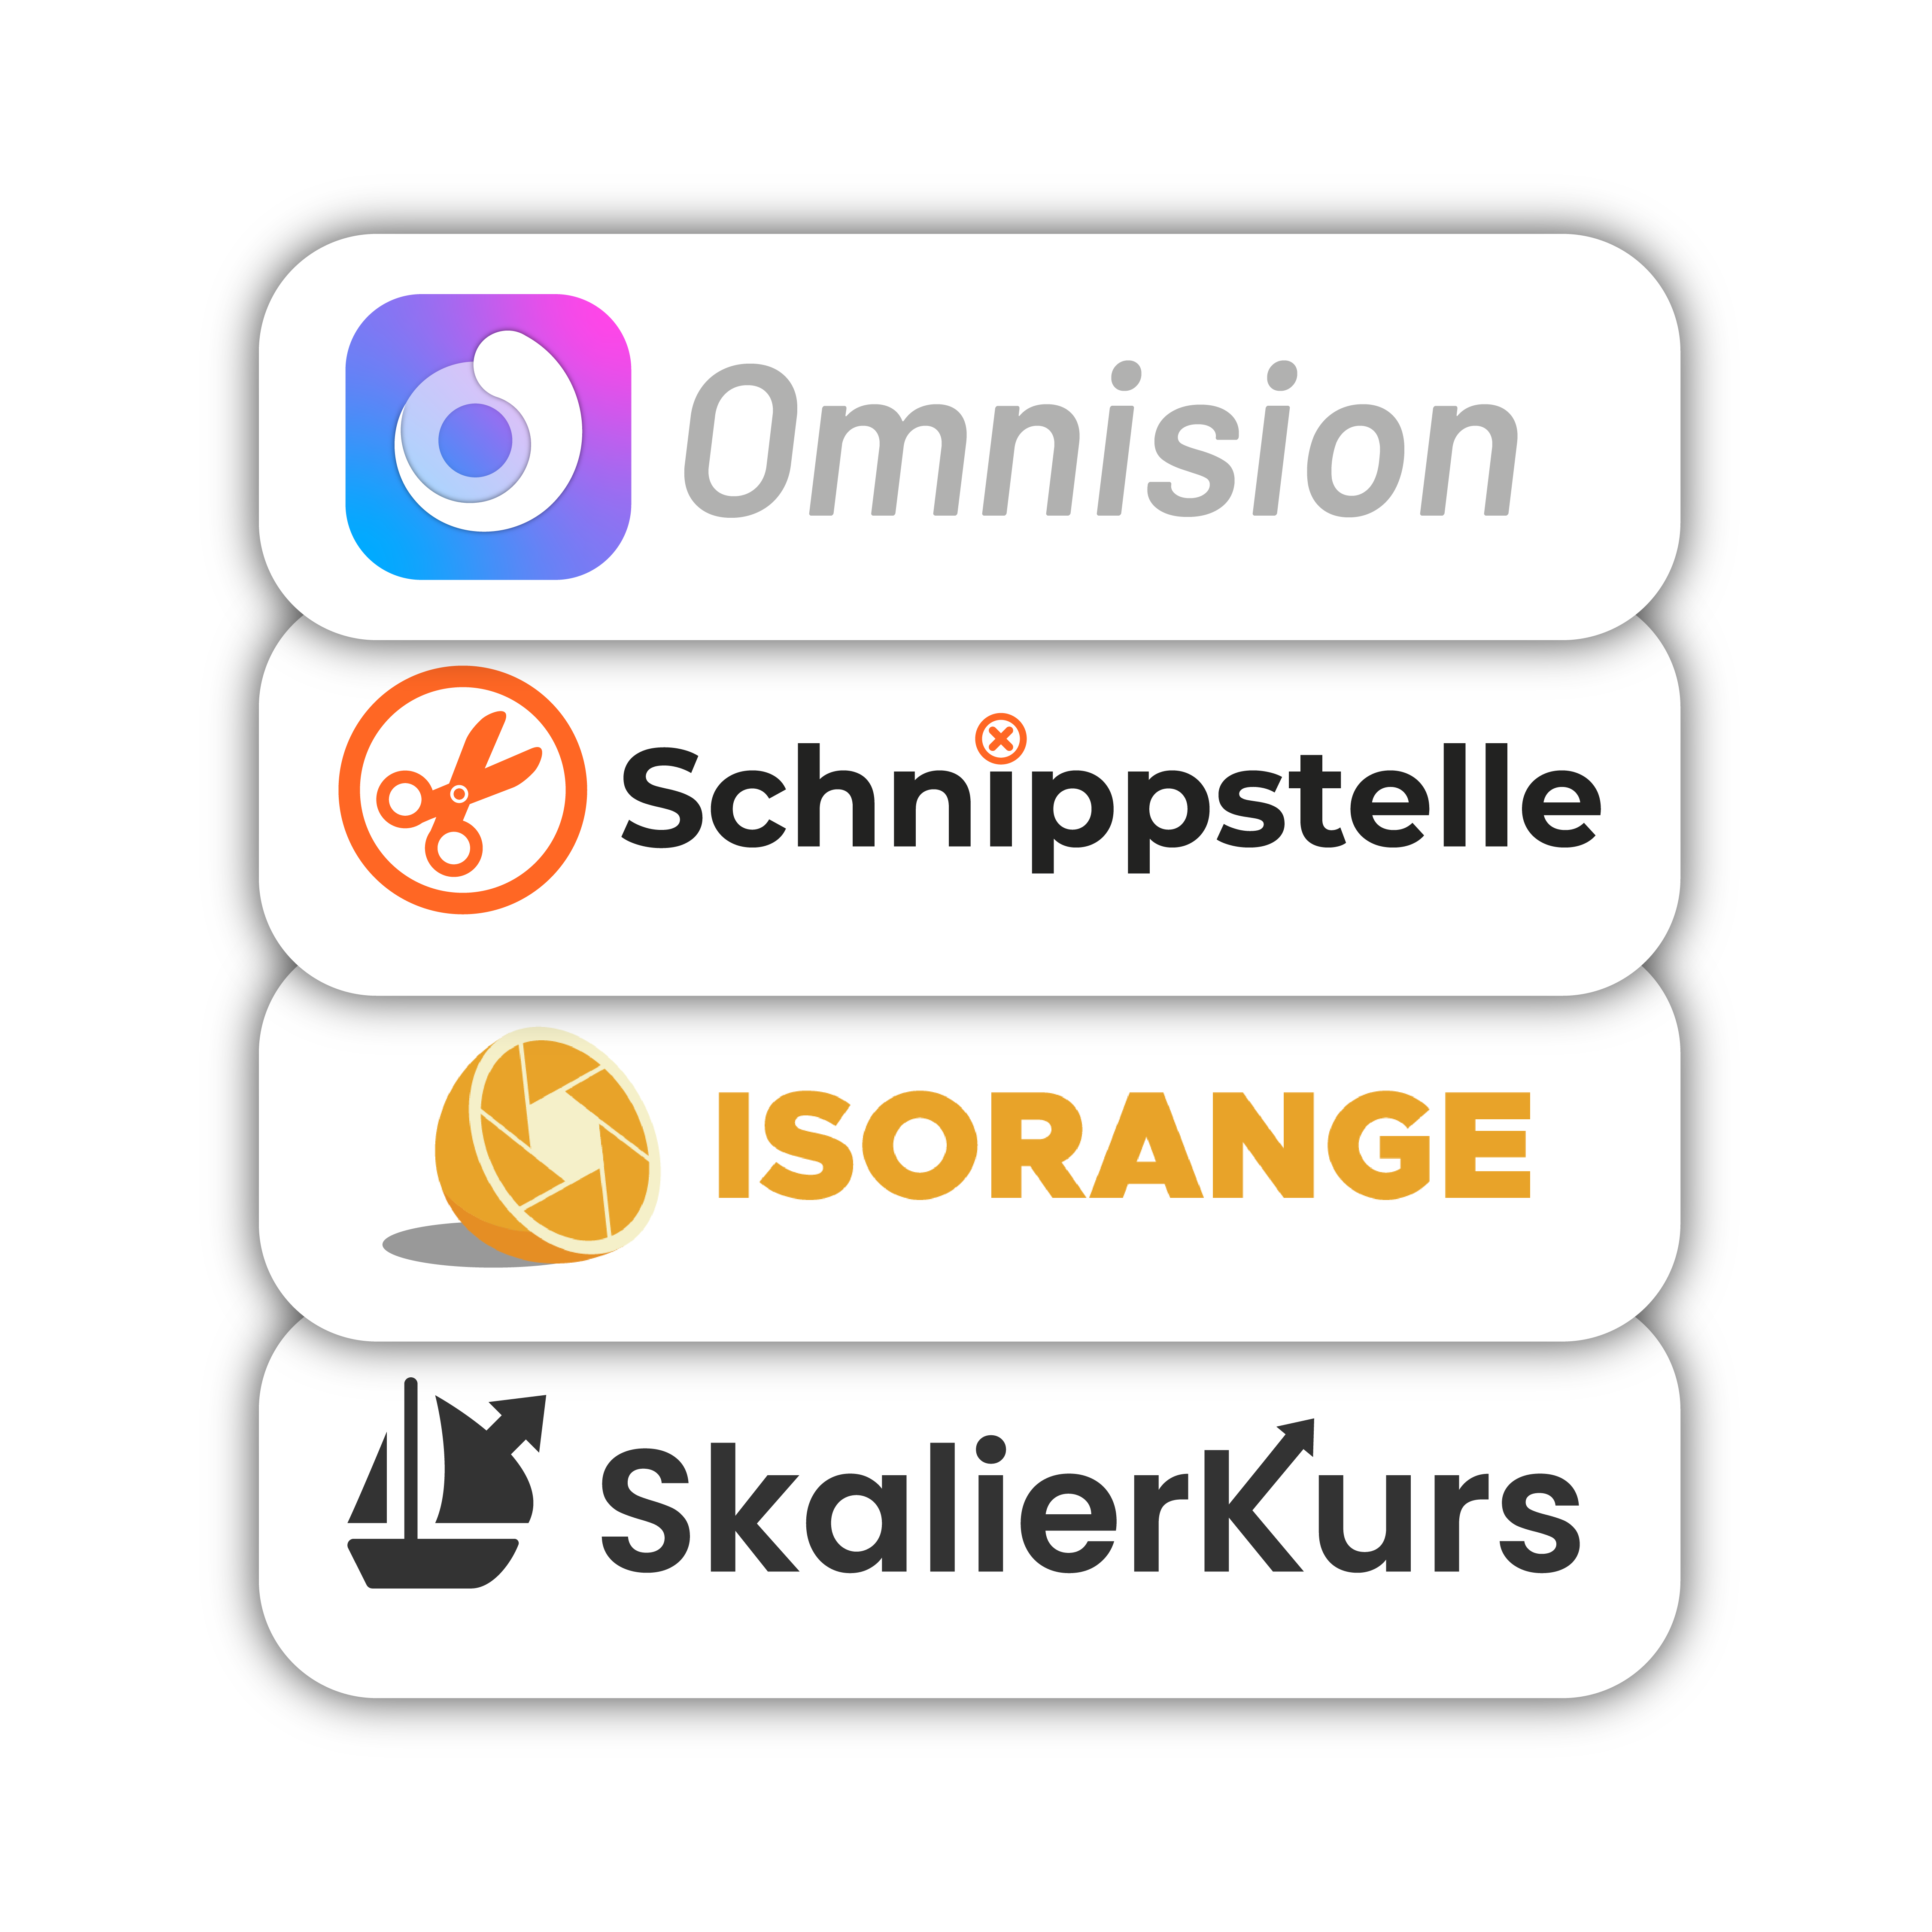 Omnision
Schnippstelle
ISORANGE
SkalierKurs